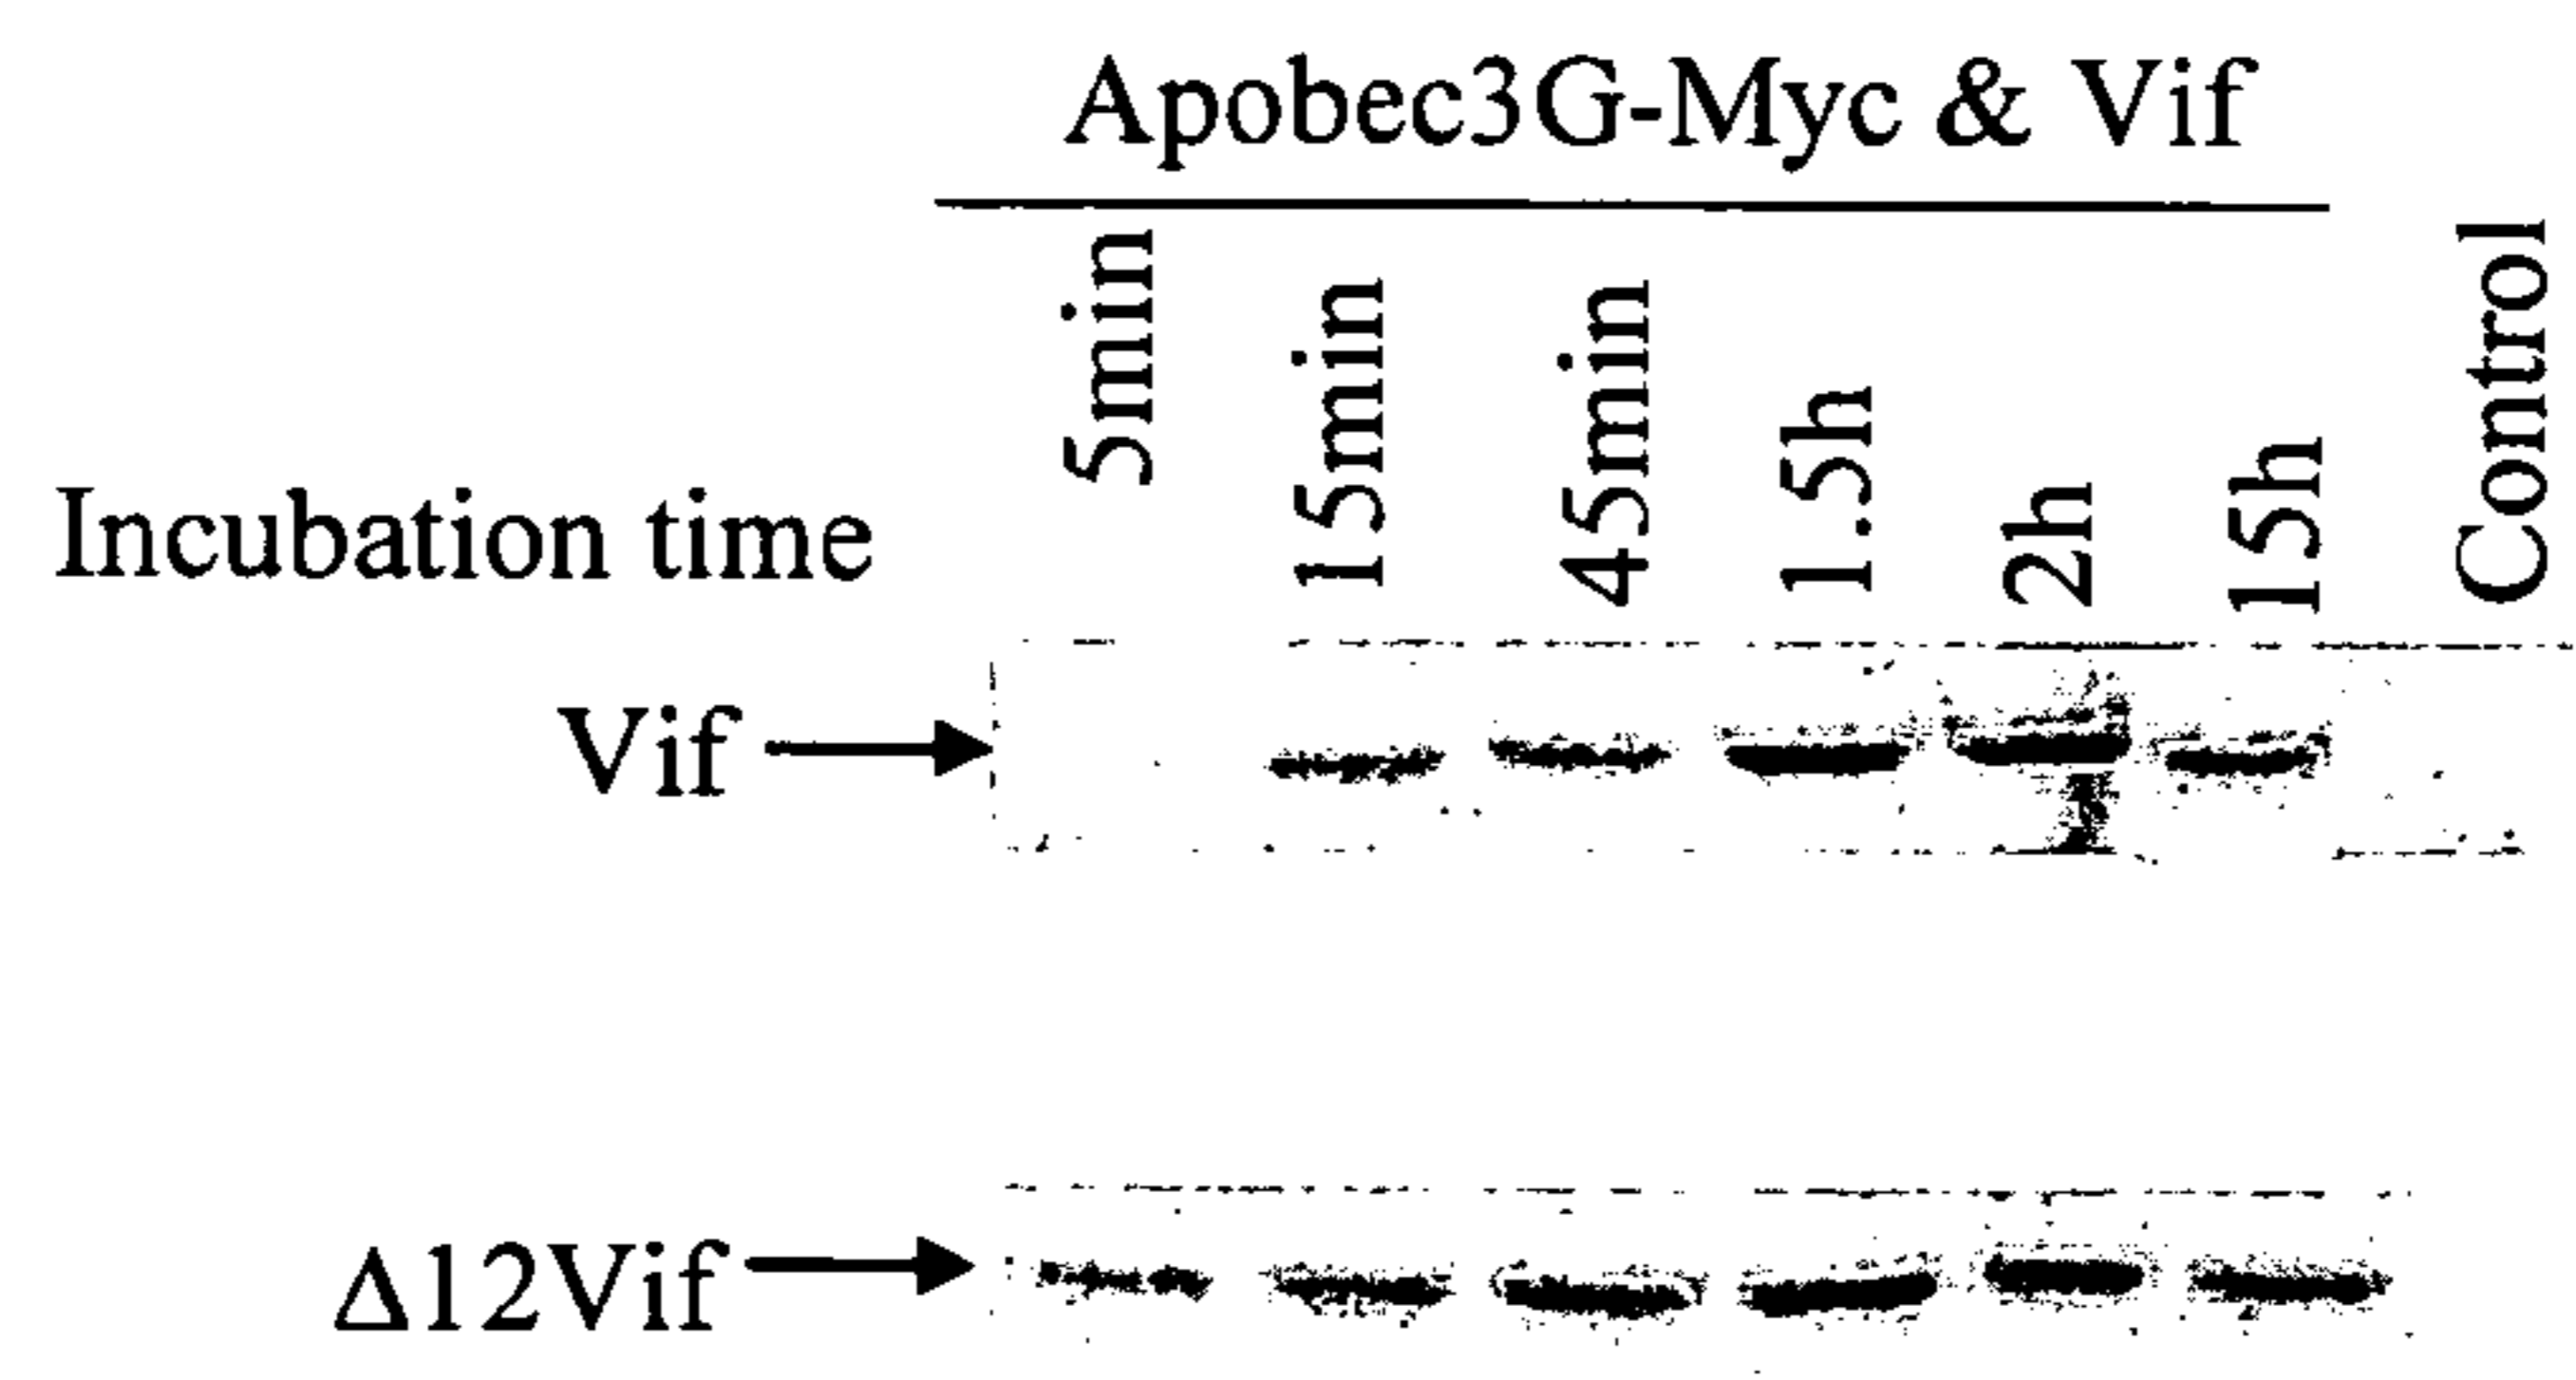 Apobec3G-Myc & Vif
Incubation time
5min
15min
45min
1.5h
2h
15h
Control
Vif
Δ12Vif